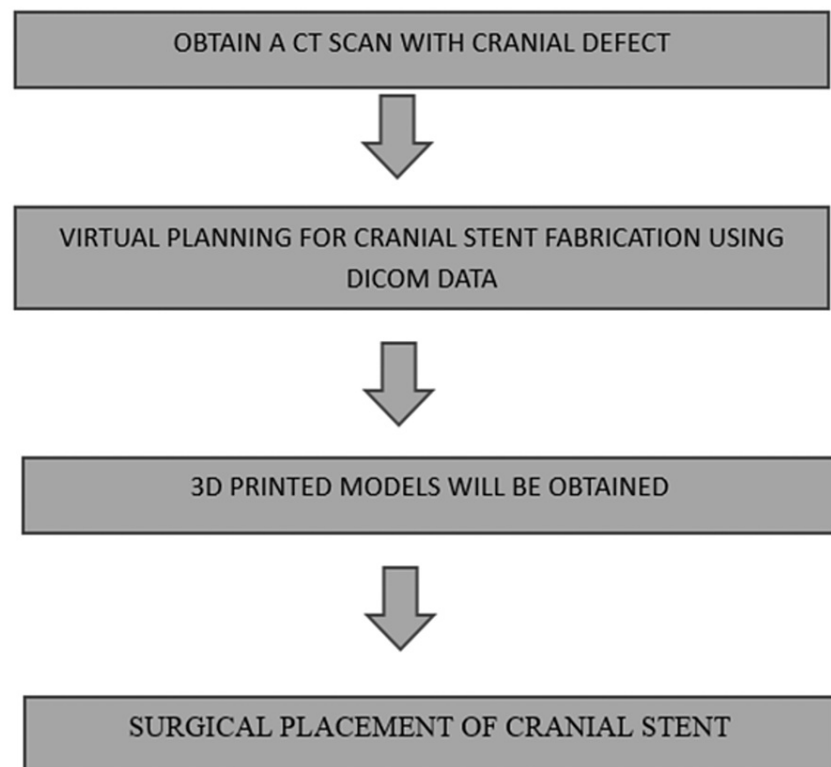 OBTAIN A CT SCAN WITH CRANIAL DEFECT
VIRTUAL PLANNING FOR CRANIAL STENT FABRICATION USING
DICOM DATA
3D PRINTED MODELS WILL BE OBTAINED
SURGICAL PLACEMENT OF CRANIAL STENT